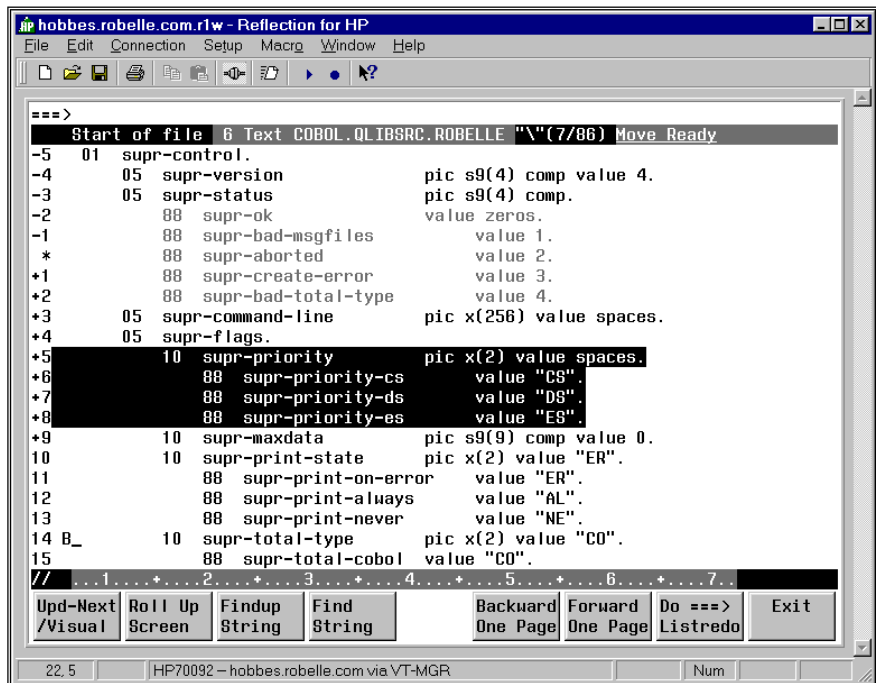 hobbes.robelle.com.r1w - Reflection for HP
File Edit Connection Setup Macro Window Help
===>
Start of file 6 Text COBOL.QLIBSRC.ROBELLE "\"(7/86) Move Ready
-5 01 supr-control.
-4 05 supr-version pic s9(4) comp value 4.
-3 05 supr-status pic s9(4) comp.
-2 88 supr-ok value zeros.
-1 88 supr-bad-msgfiles value 1.
* 88 supr-aborted value 2.
+1 88 supr-create-error value 3.
+2 88 supr-bad-total-type value 4.
+3 05 supr-command-line pic x(256) value spaces.
+4 05 supr-flags.
+5 10 supr-priority pic x(2) value spaces.
+6 88 supr-priority-cs value "CS".
+7 88 supr-priority-ds value "DS".
+8 88 supr-priority-es value "ES".
+9 10 supr-maxdata pic s9(9) comp value 0.
10 10 supr-print-state pic x(2) value "ER".
11 88 supr-print-on-error value "ER".
12 88 supr-print-always value "AL".
13 88 supr-print-never value "NE".
14 B_ 10 supr-total-type pic x(2) value "CO".
15 88 supr-total-cobol value "CO".
// ...1....+....2....+....3....+....4....+....5....+....6....+....7..
Upd-Next Roll Up Findup Find Backward Forward Do ===> Exit
/Visual Screen String String One Page One Page Listredo
22, 5 HP70092 – hobbes.robelle.com via VT-MGR Num